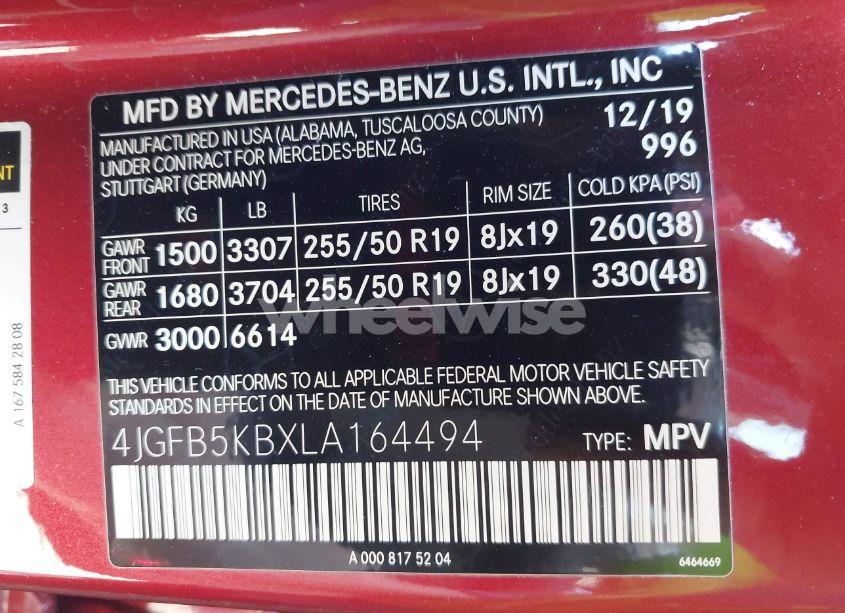 MFD BY MERCEDES-BENZ U.S. INTL., INC
MANUFACTURED IN USA (ALABAMA, TUSCALOOSA COUNTY) 12/19
UNDER CONTRACT FOR MERCEDES-BENZ AG, 996
STUTTGART (GERMANY)
KG LB TIRES RIM SIZE COLD KPA (PSI)
GAWR FRONT 1500 3307 255/50 R19 8Jx19 260(38)
GAWR REAR 1680 3704 255/50 R19 8Jx19 330(48)
GVWR 3000 6614
wheelwise
THIS VEHICLE CONFORMS TO ALL APPLICABLE FEDERAL MOTOR VEHICLE SAFETY
STANDARDS IN EFFECT ON THE DATE OF MANUFACTURE SHOWN ABOVE.
4JGFB5KBXLA164494 TYPE: MPV
A 000 817 52 04 6464669
NT
3
A 167 584 28 08